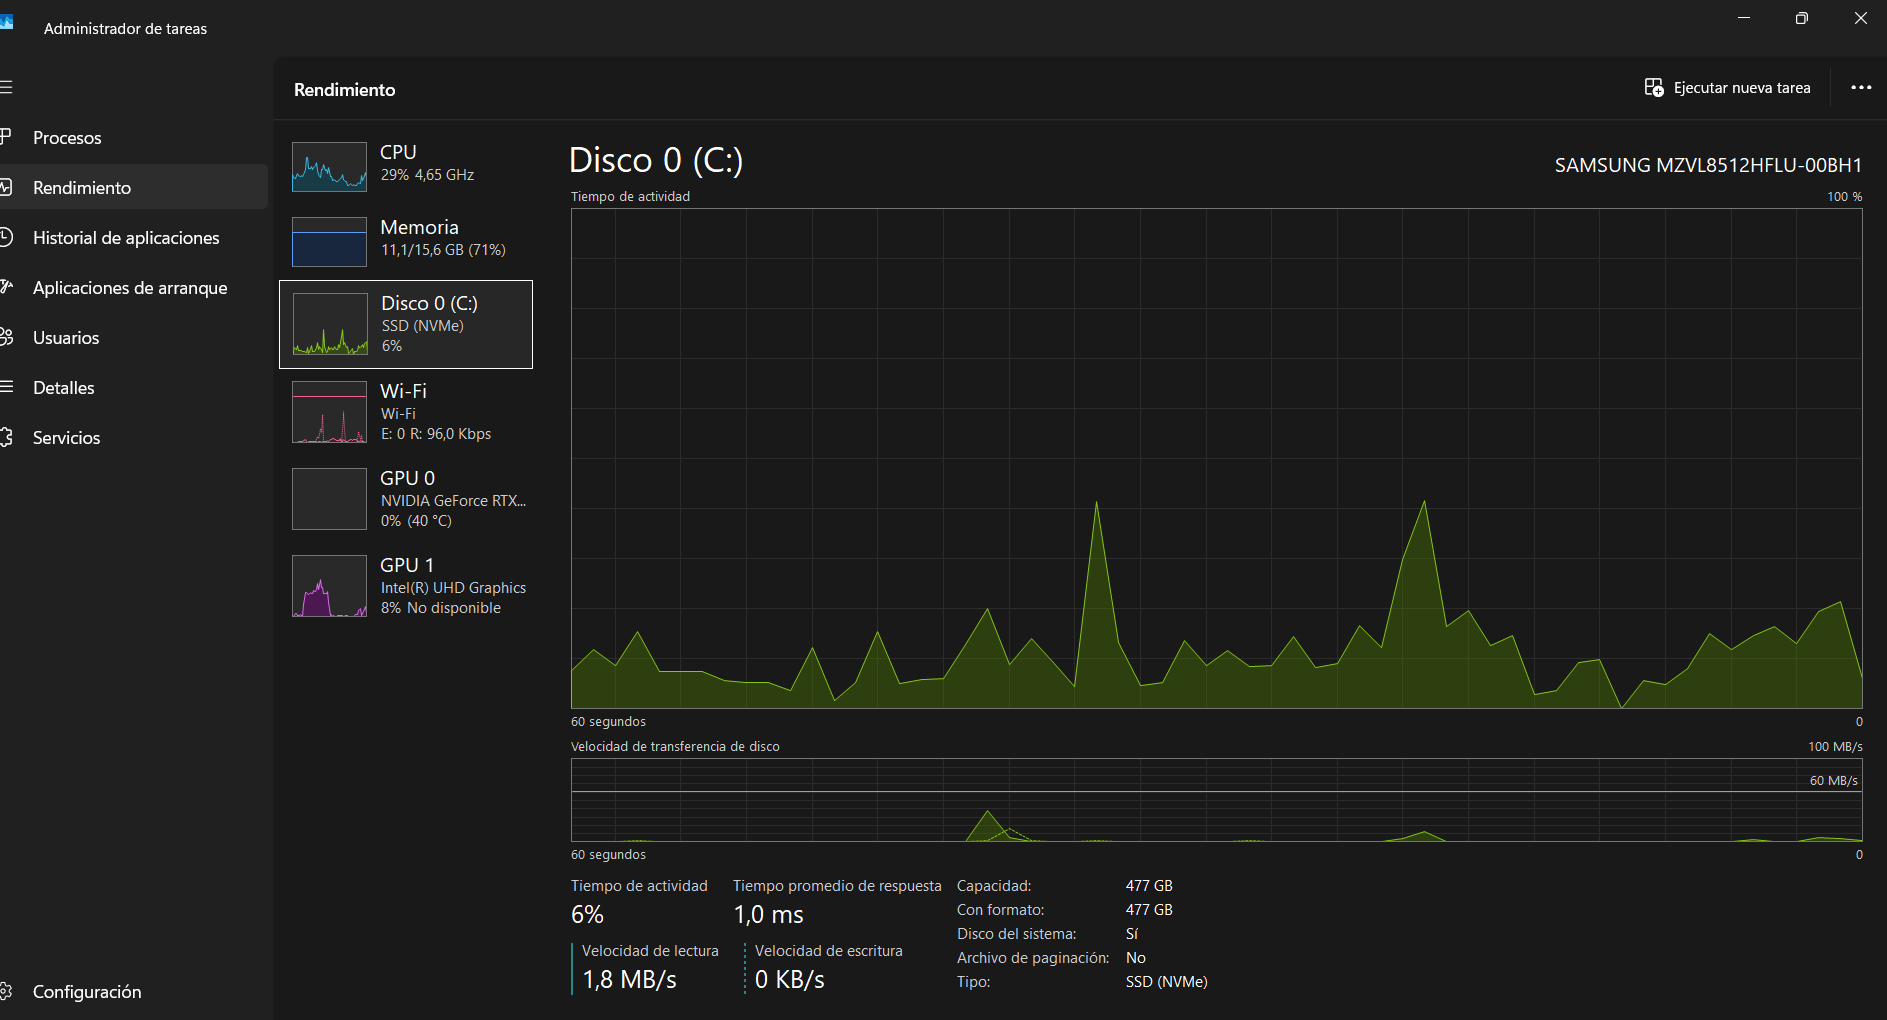 Administrador de tareas
Rendimiento
Ejecutar nueva tarea
Procesos
Rendimiento
Historial de aplicaciones
Aplicaciones de arranque
Usuarios
Detalles
Servicios
Configuración
CPU
29% 4,65 GHz
Memoria
11,1/15,6 GB (71%)
Disco 0 (C:)
SSD (NVMe)
6%
Wi-Fi
Wi-Fi
E: 0 R: 96,0 Kbps
GPU 0
NVIDIA GeForce RTX...
0% (40 °C)
GPU 1
Intel(R) UHD Graphics
8% No disponible
Disco 0 (C:)
SAMSUNG MZVL8512HFLU-00BH1
Tiempo de actividad
100 %
60 segundos
0
Velocidad de transferencia de disco
100 MB/s
60 MB/s
60 segundos
0
Tiempo de actividad
6%
Tiempo promedio de respuesta
1,0 ms
Velocidad de lectura
1,8 MB/s
Velocidad de escritura
0 KB/s
Capacidad: 477 GB
Con formato: 477 GB
Disco del sistema: Sí
Archivo de paginación: No
Tipo: SSD (NVMe)